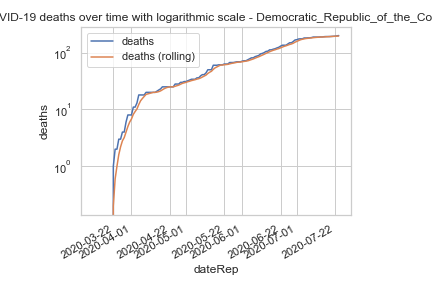 VID-19 deaths over time with logarithmic scale - Democratic_Republic_of_the_Co
deaths
deaths (rolling)
10²
10¹
10⁰
deaths
2020-03-22
2020-04-01
2020-04-22
2020-05-01
2020-05-22
2020-06-01
2020-06-22
2020-07-01
2020-07-22
dateRep